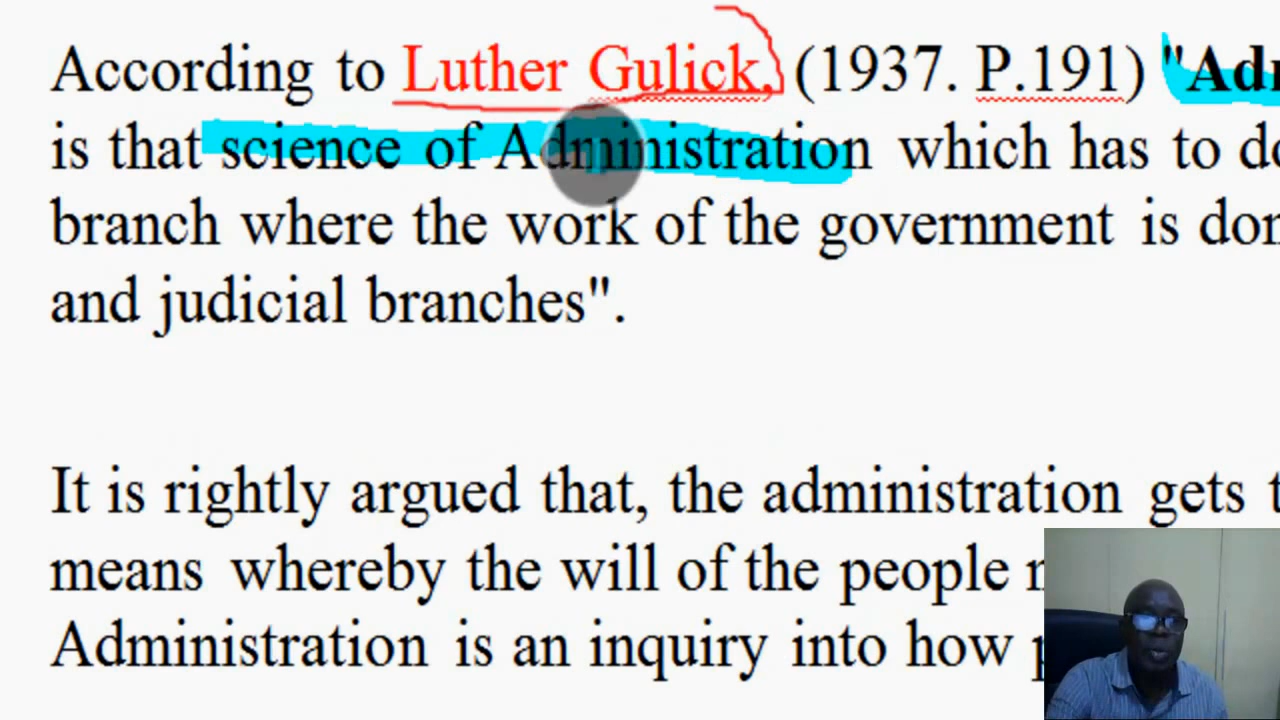 According to Luther Gulick, (1937. P.191) "Adm
is that science of Administration which has to do
branch where the work of the government is don
and judicial branches".
It is rightly argued that, the administration gets t
means whereby the will of the people
Administration is an inquiry into how